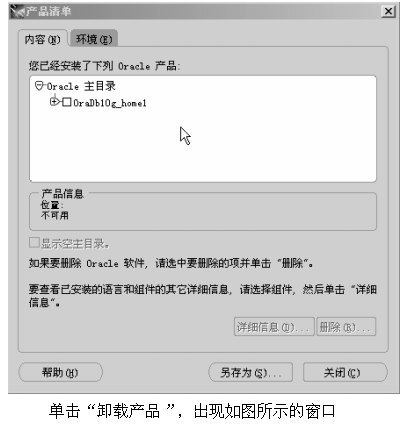 产品清单
内容(N)
环境(E)
您已经安装了下列 Oracle 产品:
Oracle 主目录
OraDb10g_home1
产品信息
位置:
不可用
显示空主目录。
如果要删除 Oracle 软件, 请选中要删除的项并单击 "删除"。
要查看已安装的语言和组件的其它详细信息, 请选择组件, 然后单击 "详细
信息"。
详细信息(D)...
删除(R)...
帮助(H)
另存为(S)...
关闭(C)
单击“卸载产品 ”，出现如图所示的窗口